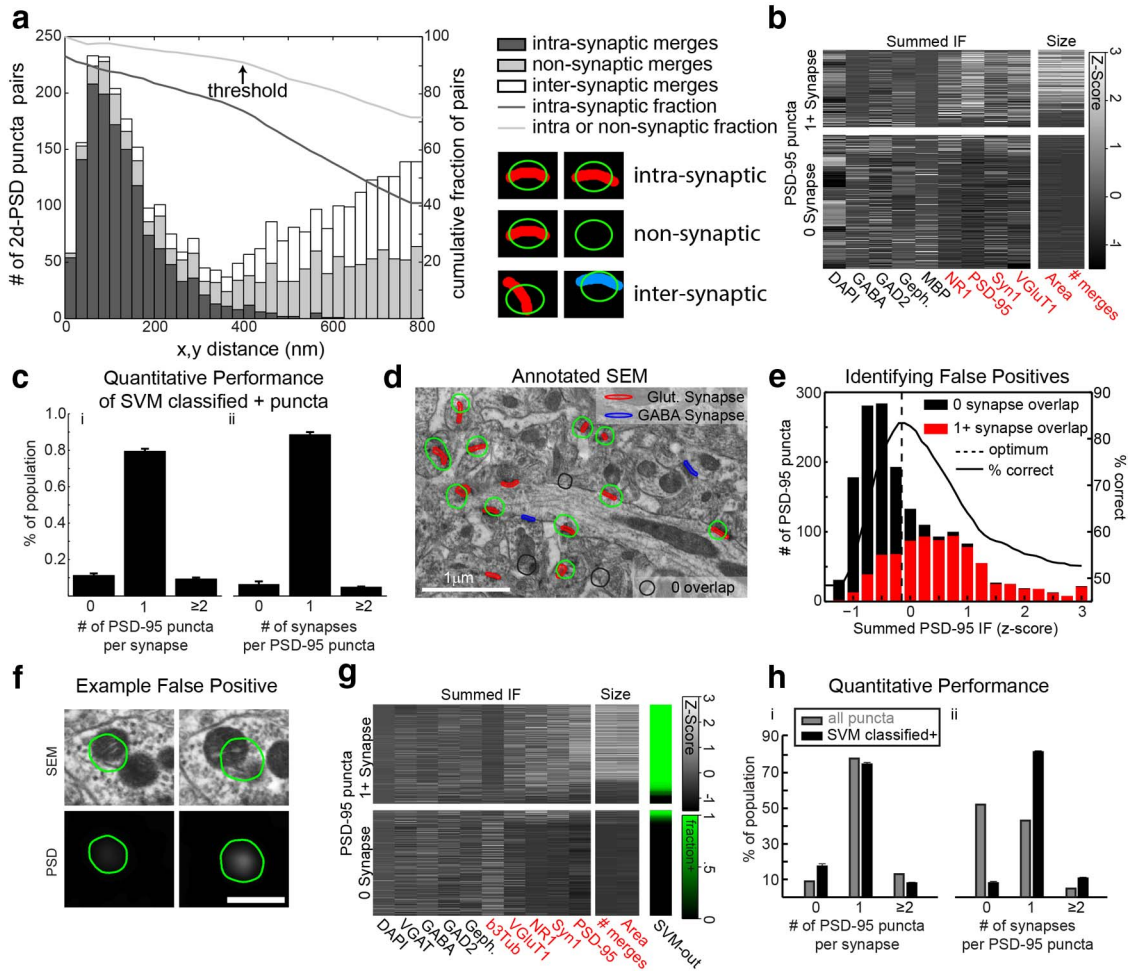 a
250
200
150
100
50
0
# of 2d-PSD puncta pairs
0
200
400
600
800
x,y distance (nm)
100
80
60
40
20
0
cumulative fraction of pairs
threshold
intra-synaptic merges
non-synaptic merges
inter-synaptic merges
intra-synaptic fraction
intra or non-synaptic fraction
intra-synaptic
non-synaptic
inter-synaptic
b
Summed IF
Size
PSD-95 puncta
1+ Synapse
0 Synapse
Z-Score
3
2
1
0
-1
DAPI
GABA
GAD2
Geph.
MBP
NR1
PSD-95
Syn1
VGluT1
Area
# merges
c
Quantitative Performance
of SVM classified + puncta
i
ii
% of population
1.0
0.8
0.6
0.4
0.2
0
1
≥2
0
1
≥2
# of PSD-95 puncta
per synapse
# of synapses
per PSD-95 puncta
d
Annotated SEM
Glut. Synapse
GABA Synapse
1µm
0 overlap
e
Identifying False Positives
300
200
100
0
# of PSD-95 puncta
0 synapse overlap
1+ synapse overlap
optimum
% correct
90
80
70
60
50
% correct
−1
0
1
2
3
Summed PSD-95 IF (z-score)
f
Example False Positive
SEM
PSD
g
Summed IF
Size
PSD-95 puncta
1+ Synapse
0 Synapse
Z-Score
3
2
1
0
-1
fraction+
1
.5
0
DAPI
VGAT
GABA
GAD2
Geph.
b3Tub
VGluT1
NR1
Syn1
PSD-95
# merges
Area
SVM-out
h
Quantitative Performance
i
ii
all puncta
SVM classified+
% of population
90
70
50
30
10
0
1
≥2
0
1
≥2
# of PSD-95 puncta
per synapse
# of synapses
per PSD-95 puncta